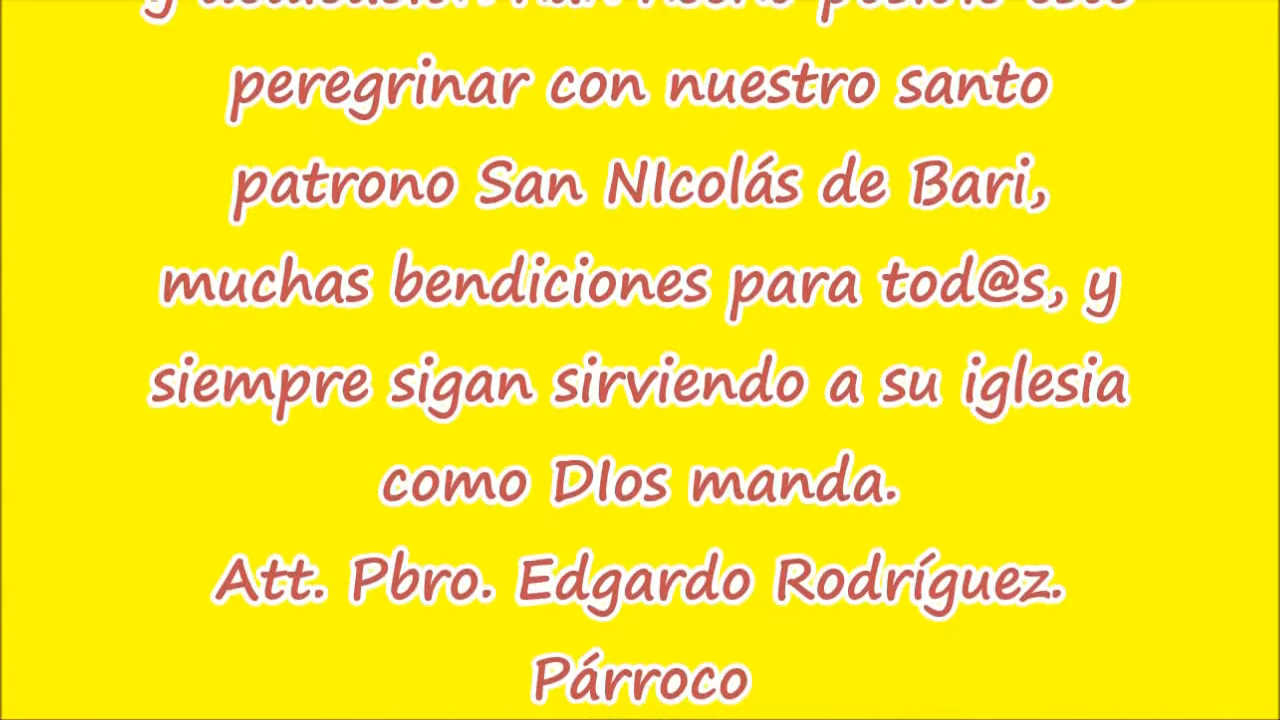 peregrinar con nuestro santo
patrono San NIcolás de Bari,
muchas bendiciones para tod@s, y
siempre sigan sirviendo a su iglesia
como DIos manda.
Att. Pbro. Edgardo Rodríguez.
Párroco